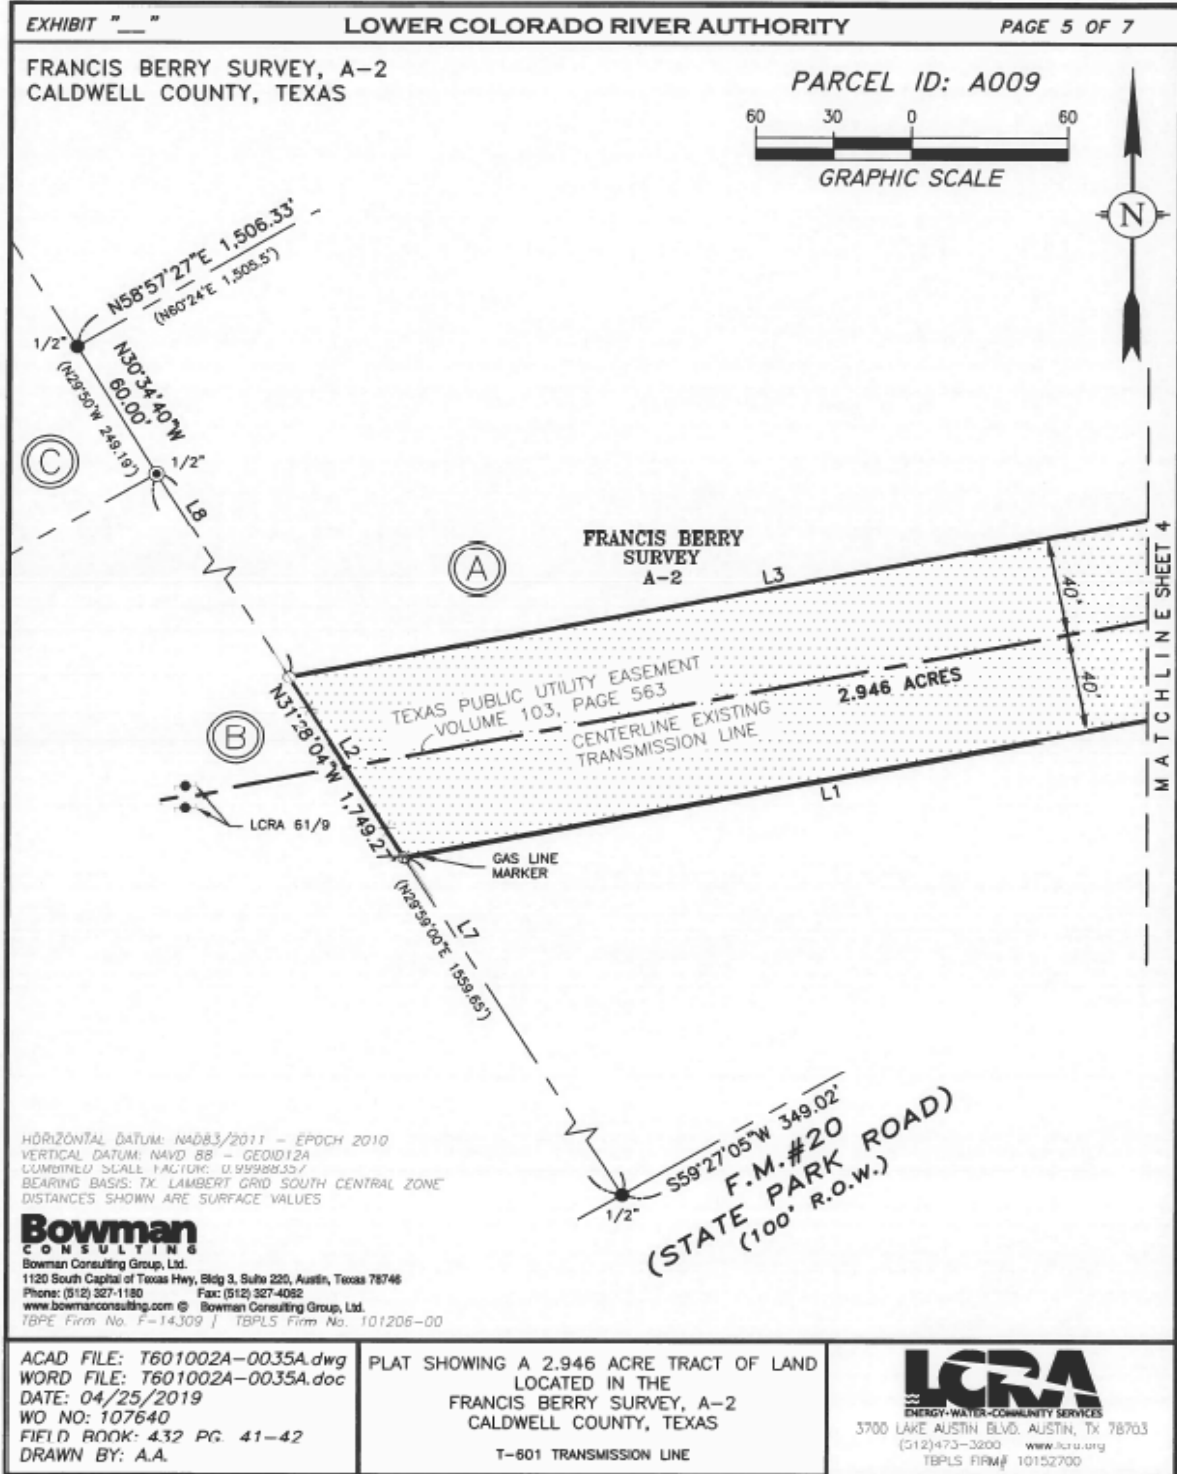 EXHIBIT "__"
LOWER COLORADO RIVER AUTHORITY
PAGE 5 OF 7
FRANCIS BERRY SURVEY, A-2
CALDWELL COUNTY, TEXAS
PARCEL ID: A009
60 30 0 60
GRAPHIC SCALE
N
N58°57'27"E 1,506.33'
(N60°24'E 1,505.5')
1/2"
N30°34'40"W
60.00'
(N29°50'W 249.19')
C
1/2"
L8
A
FRANCIS BERRY
SURVEY
A-2
L3
40'
40'
MATCHLINE SHEET 4
TEXAS PUBLIC UTILITY EASEMENT
VOLUME 103, PAGE 563
2.946 ACRES
CENTERLINE EXISTING
TRANSMISSION LINE
B
L2
N31°28'04"W 1,749.27'
L1
LCRA 61/9
GAS LINE
MARKER
(N29°59'00"E 1559.65')
L7
S59°27'05"W 349.02'
F.M.#20
(STATE PARK ROAD)
(100' R.O.W.)
1/2"
HORIZONTAL DATUM: NAD83/2011 - EPOCH 2010
VERTICAL DATUM: NAVD 88 - GEOID12A
COMBINED SCALE FACTOR: 0.99988357
BEARING BASIS: TX. LAMBERT GRID SOUTH CENTRAL ZONE
DISTANCES SHOWN ARE SURFACE VALUES
Bowman
CONSULTING
Bowman Consulting Group, Ltd.
1120 South Capital of Texas Hwy, Bldg 3, Suite 220, Austin, Texas 78746
Phone: (512) 327-1180 Fax: (512) 327-4062
www.bowmanconsulting.com © Bowman Consulting Group, Ltd.
TBPE Firm No. F-14309 | TBPLS Firm No. 101206-00
ACAD FILE: T601002A-0035A.dwg
WORD FILE: T601002A-0035A.doc
DATE: 04/25/2019
WO NO: 107640
FIELD BOOK: 432 PG. 41-42
DRAWN BY: A.A.
PLAT SHOWING A 2.946 ACRE TRACT OF LAND
LOCATED IN THE
FRANCIS BERRY SURVEY, A-2
CALDWELL COUNTY, TEXAS
T-601 TRANSMISSION LINE
LCRA
ENERGY•WATER•COMMUNITY SERVICES
3700 LAKE AUSTIN BLVD. AUSTIN, TX 78703
(512)473-3200 www.lcra.org
TBPLS FIRM# 10152700